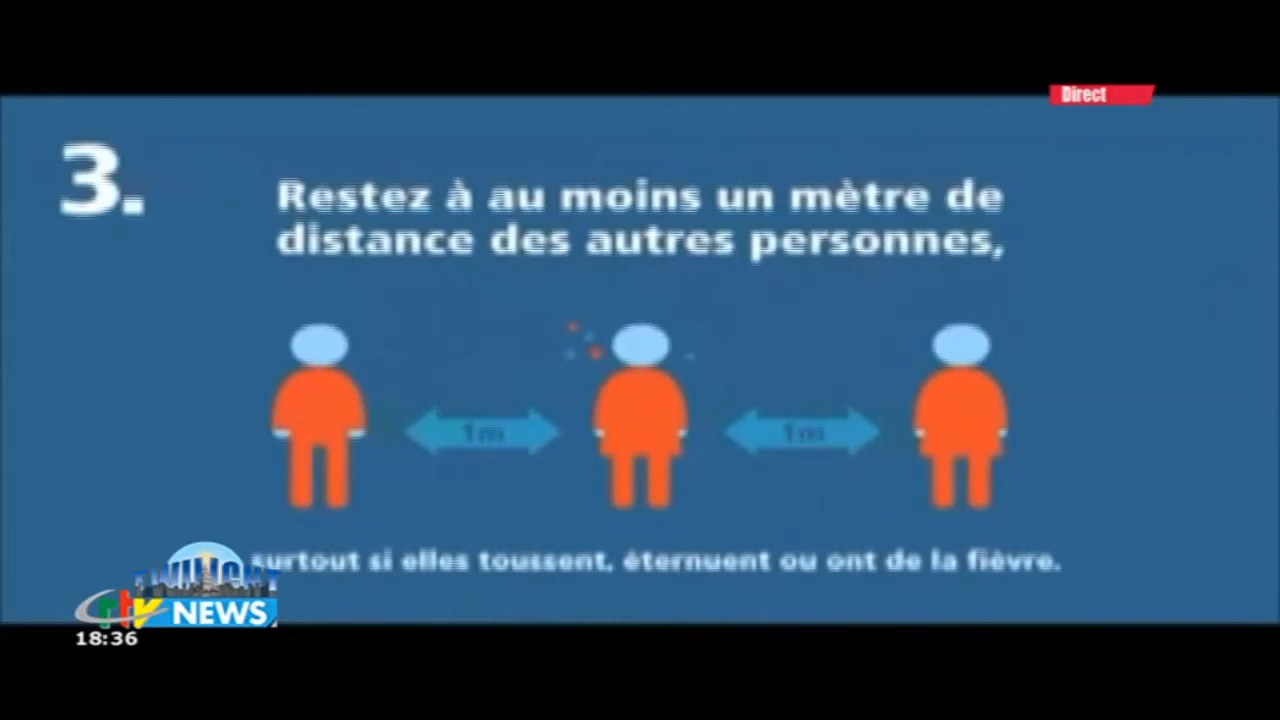 Direct
3.
Restez à au moins un mètre de
distance des autres personnes,
1m
1m
surtout si elles toussent, éternuent ou ont de la fièvre.
TWILIGHT
NEWS
18:36